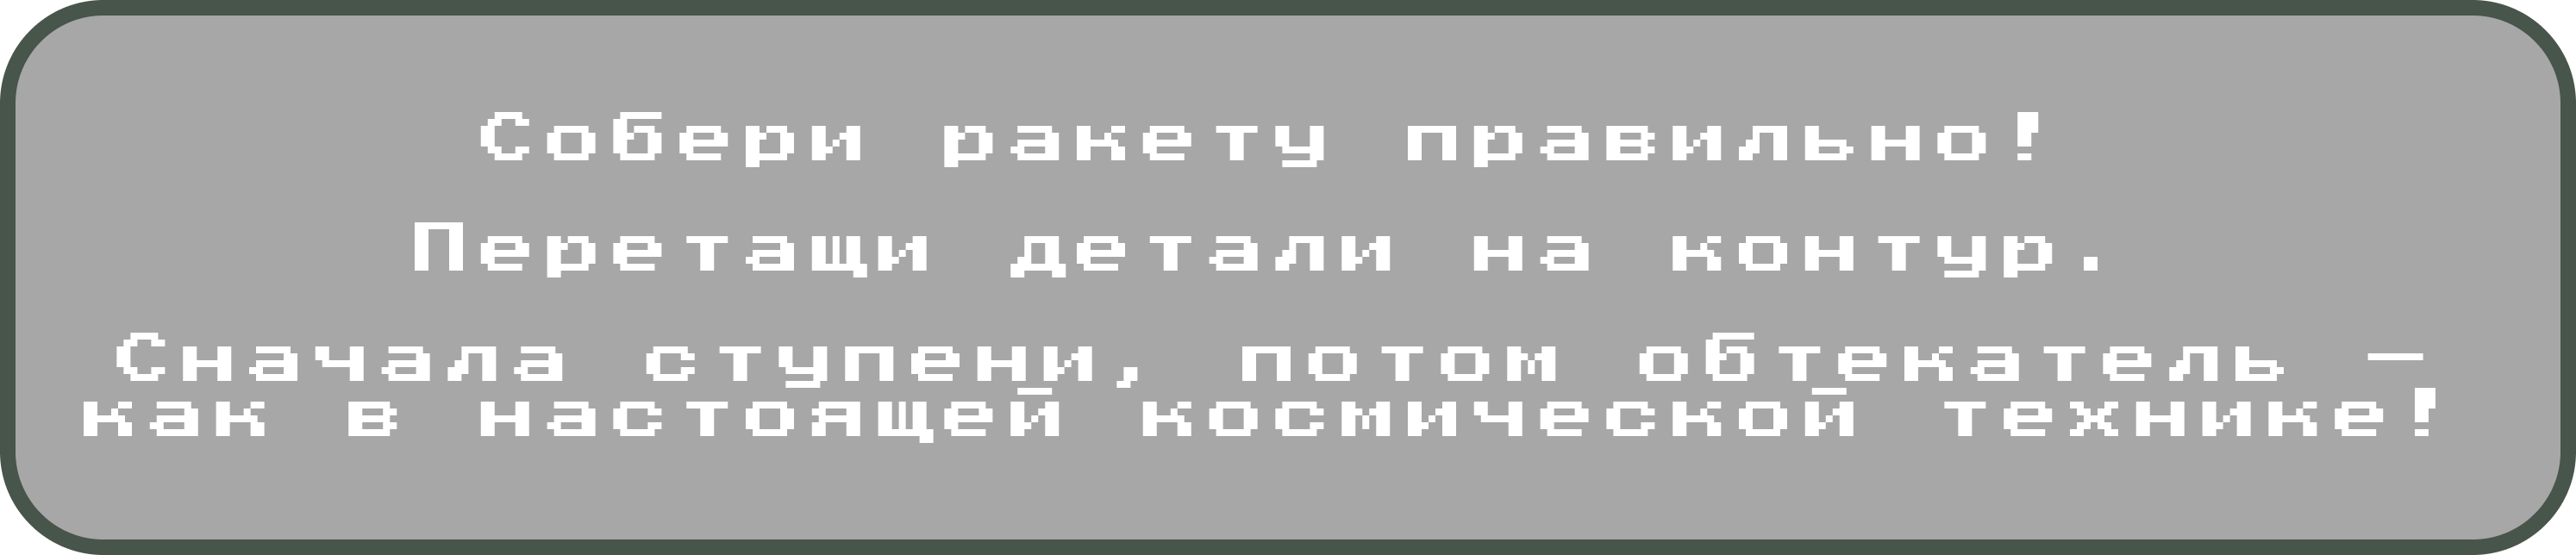 Собери ракету правильно!
Перетащи детали на контур.
Сначала ступени, потом обтекатель —
как в настоящей космической технике!